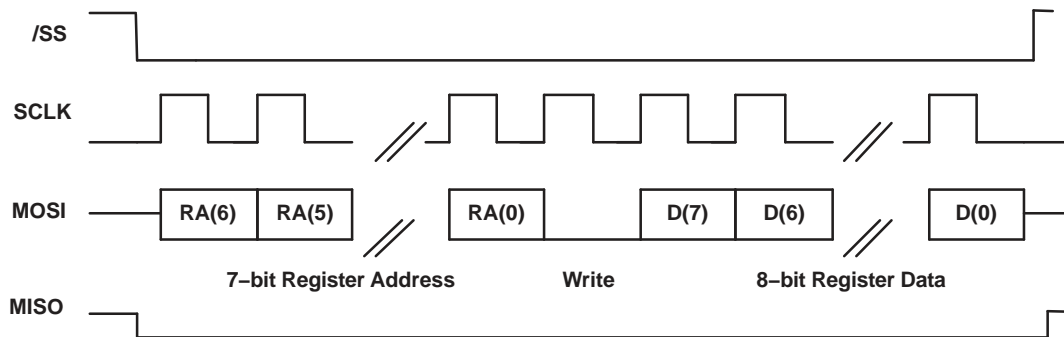 /SS
SCLK
MOSI RA(6) RA(5) RA(0) D(7) D(6) D(0)
7–bit Register Address Write 8–bit Register Data
MISO